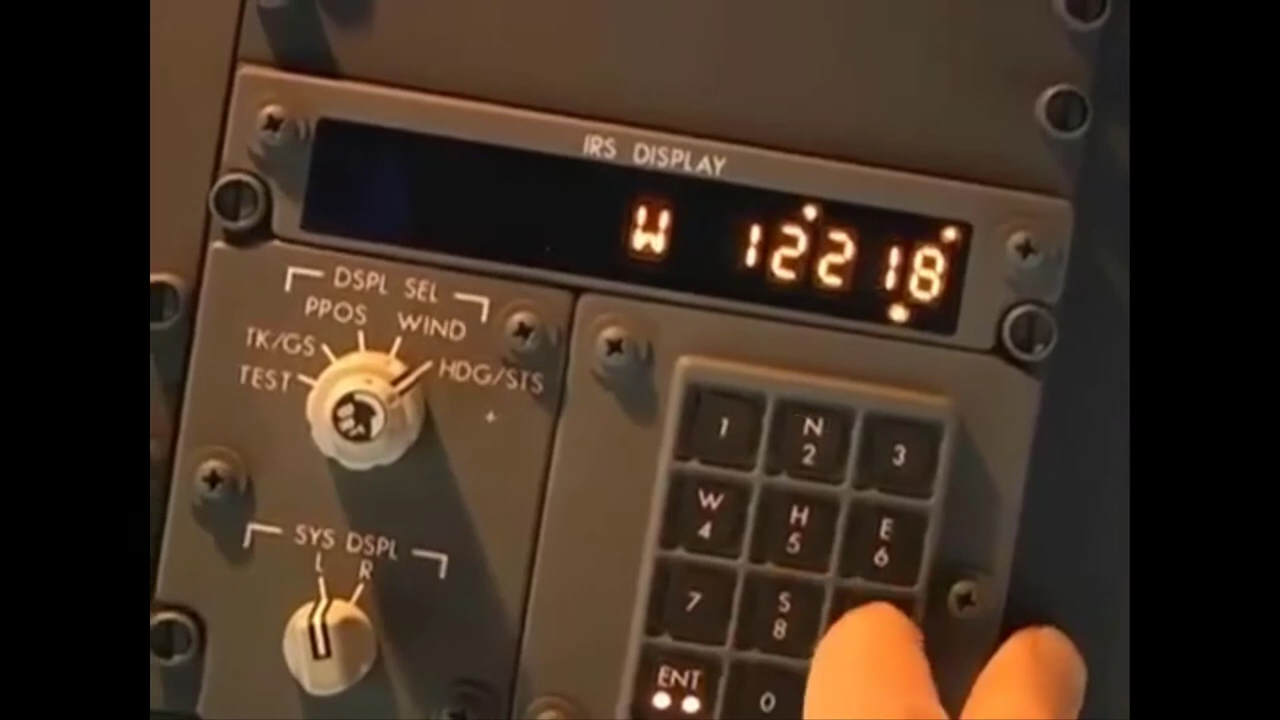 IRS DISPLAY
W 122°18.
DSPL SEL
PPOS WIND
TK/GS HDG/STS
TEST
1 N 2 3
W 4 H 5 E 6
SYS DSPL
L R
7 S 8
ENT 0